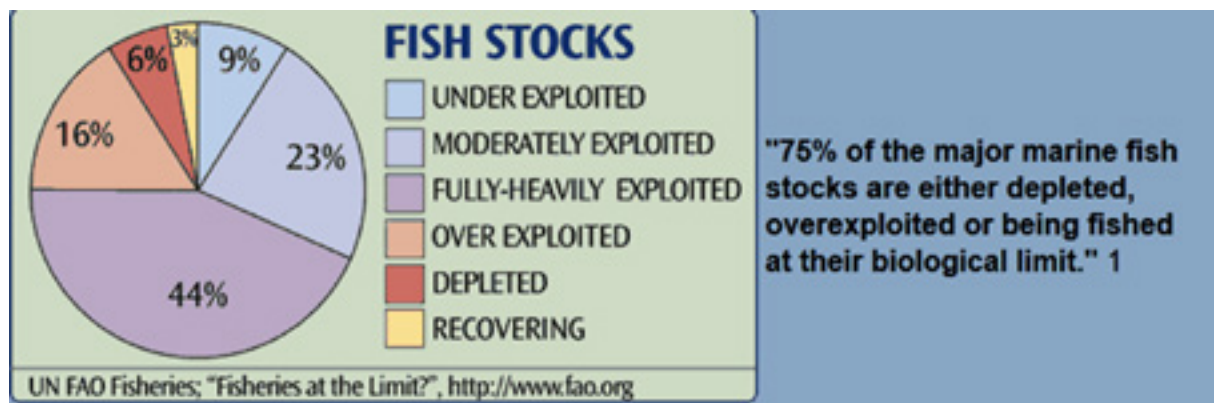 3%
6%
9%
16%
23%
44%
FISH STOCKS
UNDER EXPLOITED
MODERATELY EXPLOITED
FULLY-HEAVILY EXPLOITED
OVER EXPLOITED
DEPLETED
RECOVERING
UN FAO Fisheries; "Fisheries at the Limit?", http://www.fao.org
"75% of the major marine fish
stocks are either depleted,
overexploited or being fished
at their biological limit." 1